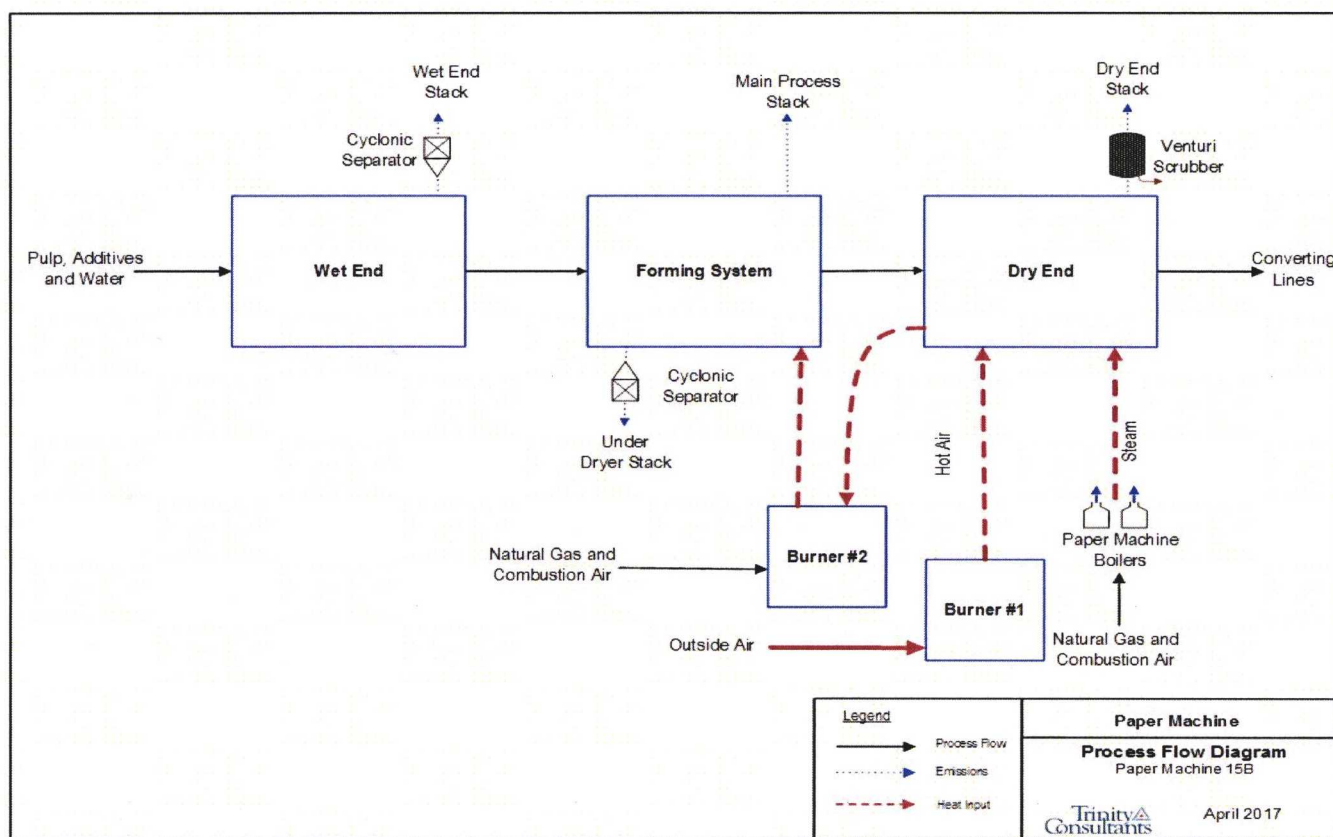 Wet End
Stack
Cyclonic
Separator
Main Process
Stack
Dry End
Stack
Venturi
Scrubber
Pulp, Additives
and Water
Wet End
Forming System
Dry End
Converting
Lines
Cyclonic
Separator
Under
Dryer Stack
Hot Air
Steam
Natural Gas and
Combustion Air
Burner #2
Burner #1
Paper Machine
Boilers
Outside Air
Natural Gas and
Combustion Air
Legend
Process Flow
Emissions
Heat Input
Paper Machine
Process Flow Diagram
Paper Machine 15B
Trinity
Consultants
April 2017